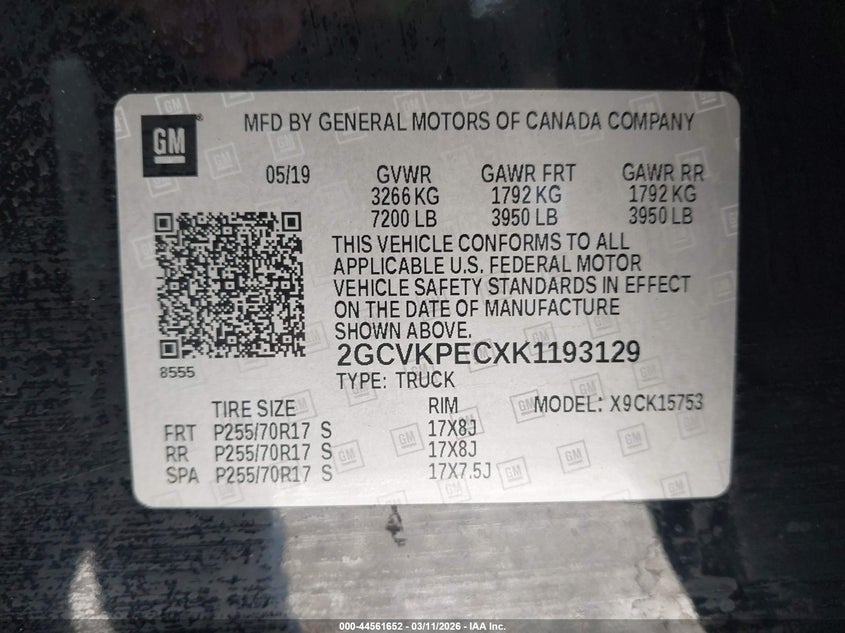 GM
MFD BY GENERAL MOTORS OF CANADA COMPANY
05/19 GVWR GAWR FRT GAWR RR
3266 KG 1792 KG 1792 KG
7200 LB 3950 LB 3950 LB
THIS VEHICLE CONFORMS TO ALL
APPLICABLE U.S. FEDERAL MOTOR
VEHICLE SAFETY STANDARDS IN EFFECT
ON THE DATE OF MANUFACTURE
SHOWN ABOVE.
8555
2GCVKPECXK1193129
TYPE: TRUCK
TIRE SIZE RIM MODEL: X9CK15753
FRT P255/70R17 S 17X8J
RR P255/70R17 S 17X8J
SPA P255/70R17 S 17X7.5J
000-44561652 - 03/11/2026 - IAA Inc.